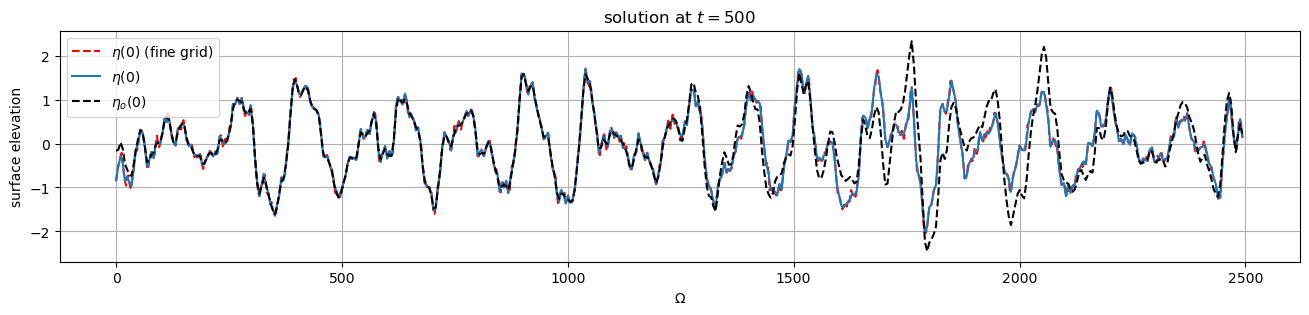 solution at t = 500
η(0) (fine grid)
η(0)
ηₒ(0)
surface elevation
2
1
0
−1
−2
0 500 1000 1500 2000 2500
Ω